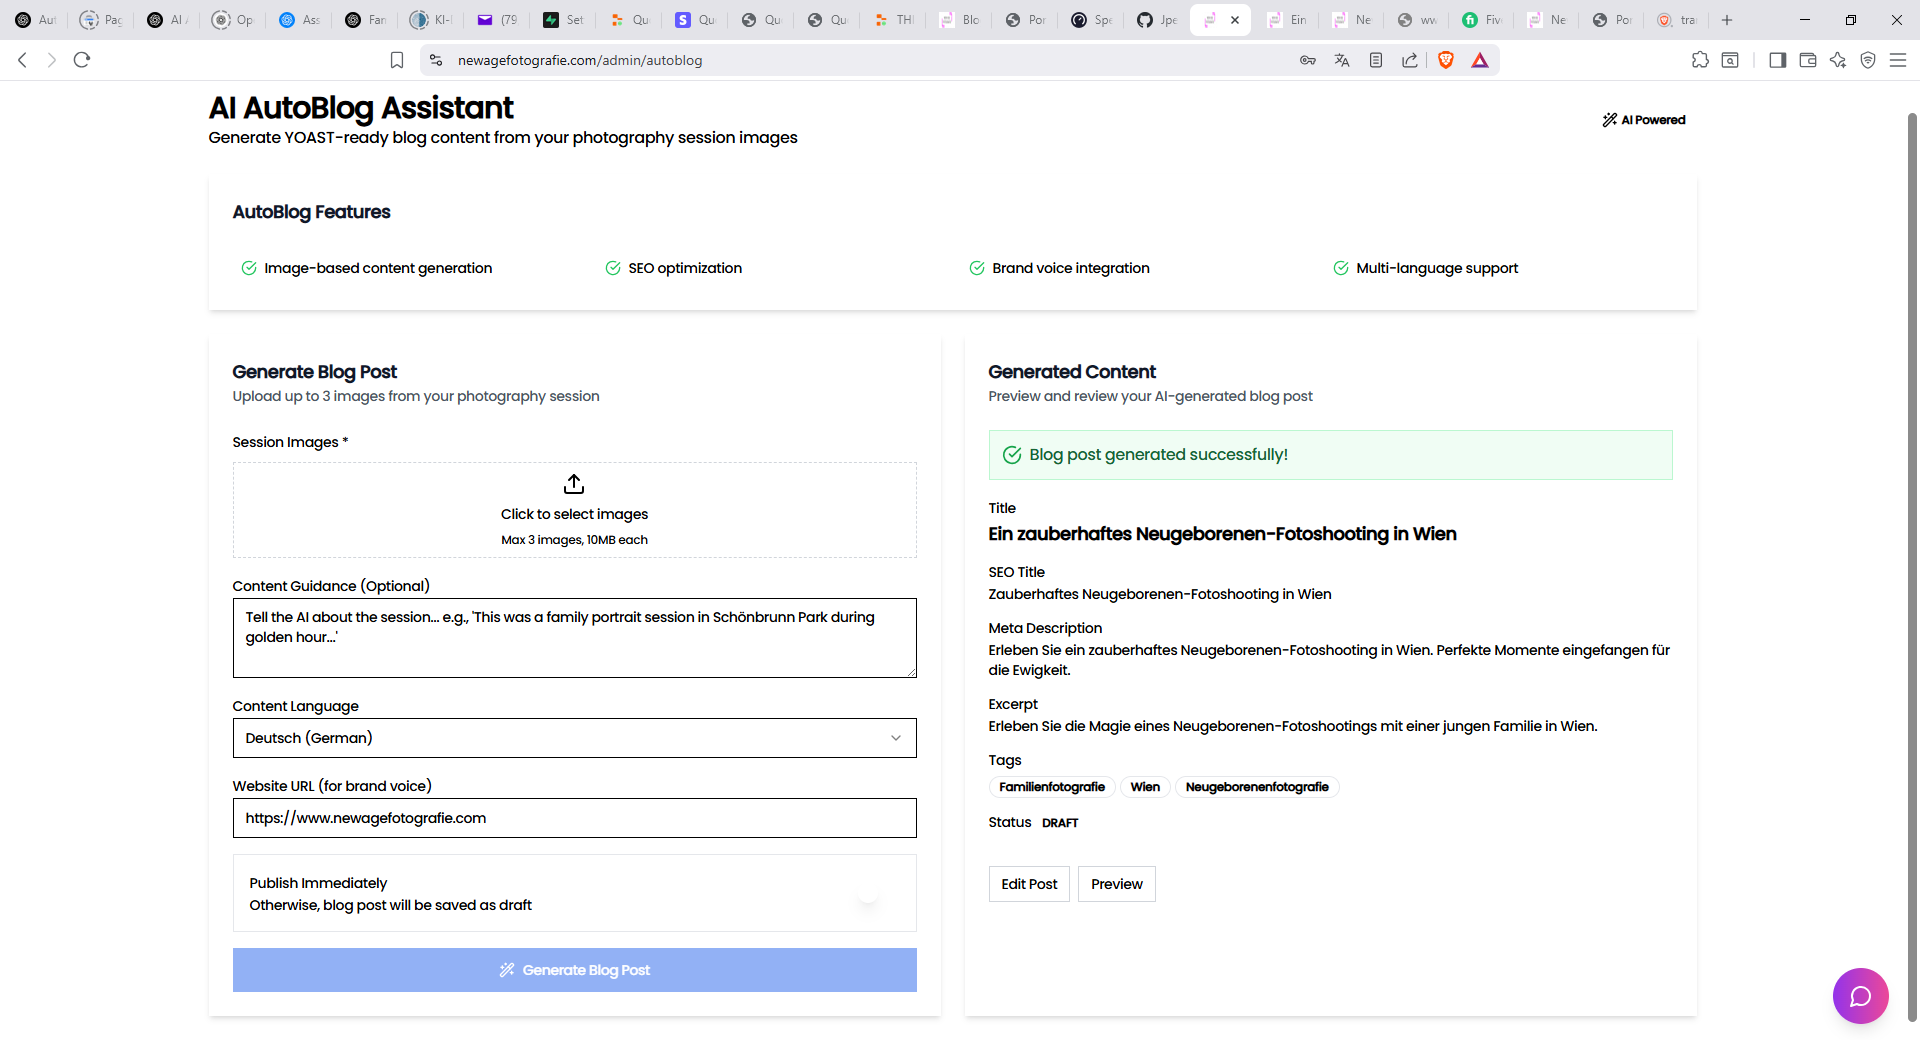 Aut
Pag
AI A
Op
Ass
Fan
KI-I
(79
Set
Qu
Qu
Qu
Qu
TH
Blo
Por
Spe
Jpe
Ein
Ne
ww
Five
Ne
Por
trar
newagefotografie.com/admin/autoblog
AI AutoBlog Assistant
Generate YOAST-ready blog content from your photography session images
AI Powered
AutoBlog Features
Image-based content generation
SEO optimization
Brand voice integration
Multi-language support
Generate Blog Post
Upload up to 3 images from your photography session
Session Images *
Click to select images
Max 3 images, 10MB each
Content Guidance (Optional)
Tell the AI about the session... e.g., 'This was a family portrait session in Schönbrunn Park during
golden hour...'
Content Language
Deutsch (German)
Website URL (for brand voice)
https://www.newagefotografie.com
Publish Immediately
Otherwise, blog post will be saved as draft
Generate Blog Post
Generated Content
Preview and review your AI-generated blog post
Blog post generated successfully!
Title
Ein zauberhaftes Neugeborenen-Fotoshooting in Wien
SEO Title
Zauberhaftes Neugeborenen-Fotoshooting in Wien
Meta Description
Erleben Sie ein zauberhaftes Neugeborenen-Fotoshooting in Wien. Perfekte Momente eingefangen für
die Ewigkeit.
Excerpt
Erleben Sie die Magie eines Neugeborenen-Fotoshootings mit einer jungen Familie in Wien.
Tags
Familienfotografie
Wien
Neugeborenenfotografie
Status DRAFT
Edit Post
Preview